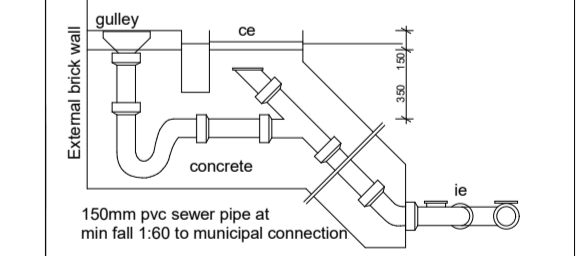 gulley
ce
External brick wall
150
350
concrete
ie
150mm pvc sewer pipe at
min fall 1:60 to municipal connection